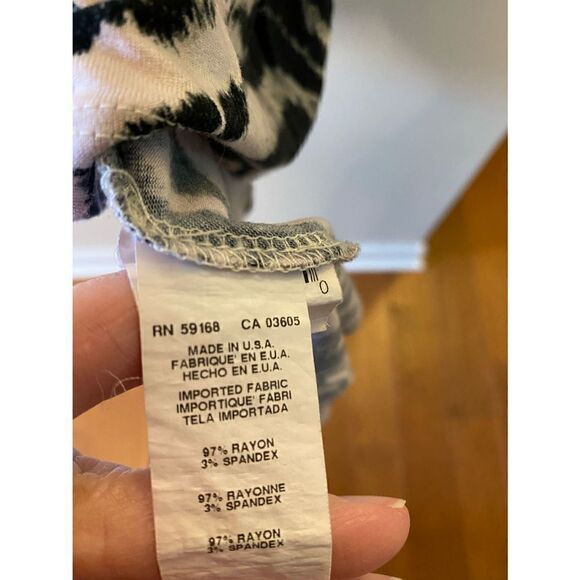 O
RN 59168 CA 03605
MADE IN U.S.A.
FABRIQUE' EN E.U.A.
HECHO EN E.U.A.
IMPORTED FABRIC
IMPORTIQUE' FABRI
TELA IMPORTADA
97% RAYON
3% SPANDEX
97% RAYONNE
3% SPANDEX
97% RAYON
3% SPANDEX